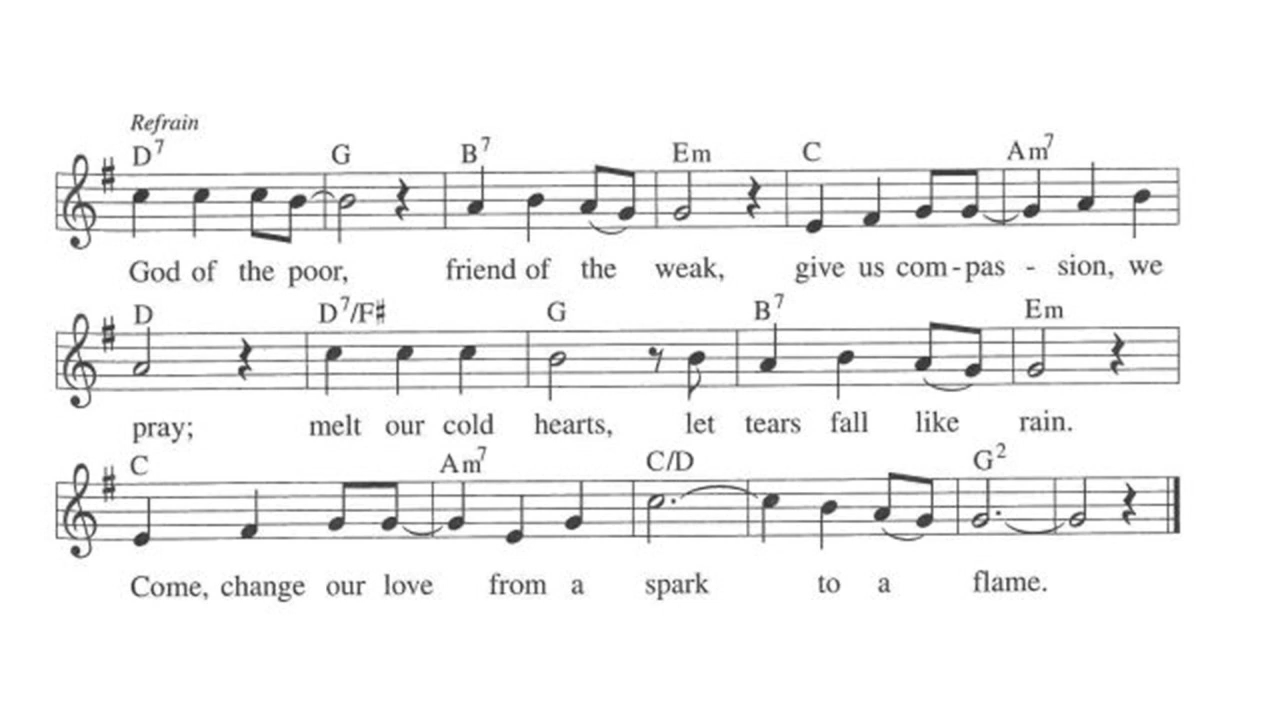 Refrain
D7 G B7 Em C Am7
God of the poor, friend of the weak, give us com-pas - sion, we
D D7/F# G B7 Em
pray; melt our cold hearts, let tears fall like rain.
C Am7 C/D G2
Come, change our love from a spark to a flame.